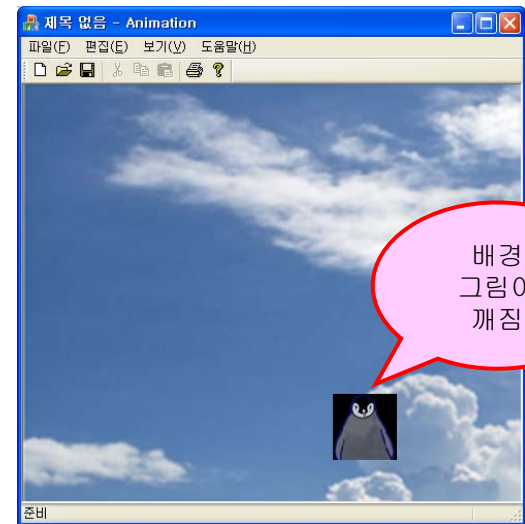 제목 없음 - Animation
파일(F) 편집(E) 보기(V) 도움말(H)
배경
그림이
깨짐
준비